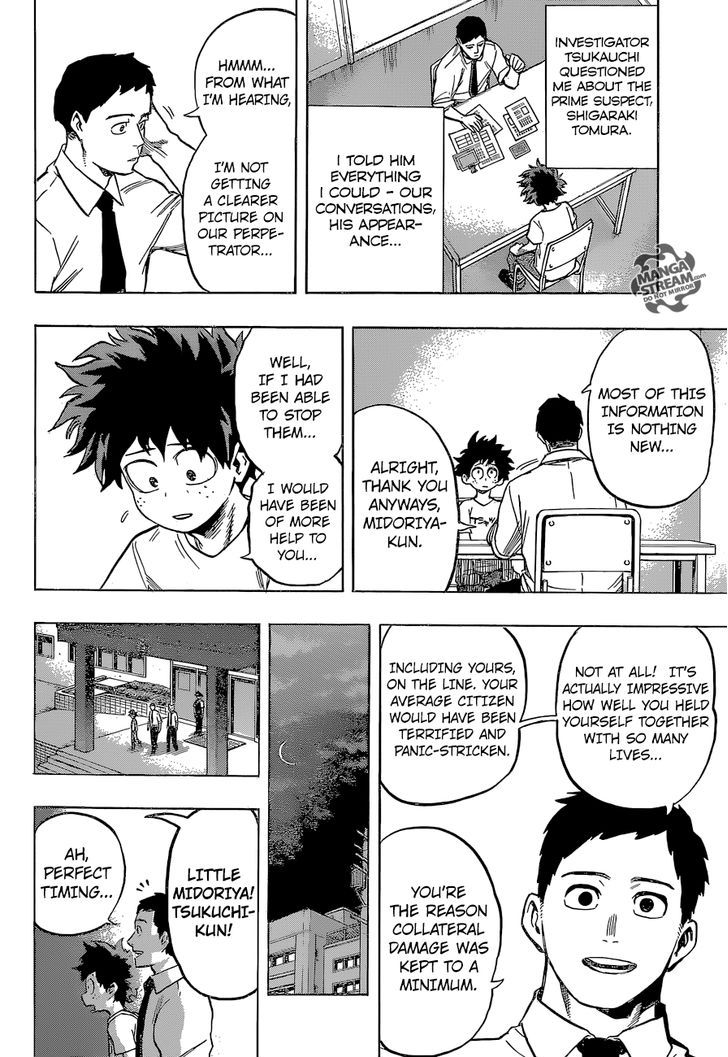 INVESTIGATOR
TSUKAUCHI
QUESTIONED
ME ABOUT THE
PRIME SUSPECT,
SHIGARAKI
TOMURA.
I TOLD HIM
EVERYTHING
I COULD – OUR
CONVERSATIONS,
HIS APPEAR-
ANCE...
MANGA
STREAM.com
DO NOT MIRROR
HMMM...
FROM WHAT
I'M HEARING,
I'M NOT
GETTING
A CLEARER
PICTURE ON
OUR PERPE-
TRATOR...
MOST OF THIS
INFORMATION
IS NOTHING
NEW...
ALRIGHT,
THANK YOU
ANYWAYS,
MIDORIYA-
KUN.
WELL,
IF I HAD
BEEN ABLE
TO STOP
THEM...
I WOULD
HAVE BEEN
OF MORE
HELP TO
YOU...
NOT AT ALL! IT'S
ACTUALLY IMPRESSIVE
HOW WELL YOU HELD
YOURSELF TOGETHER
WITH SO MANY
LIVES...
INCLUDING YOURS,
ON THE LINE. YOUR
AVERAGE CITIZEN
WOULD HAVE BEEN
TERRIFIED AND
PANIC-STRICKEN.
YOU'RE
THE REASON
COLLATERAL
DAMAGE WAS
KEPT TO A
MINIMUM.
LITTLE
MIDORIYA!
TSUKUCHI-
KUN!
AH,
PERFECT
TIMING...